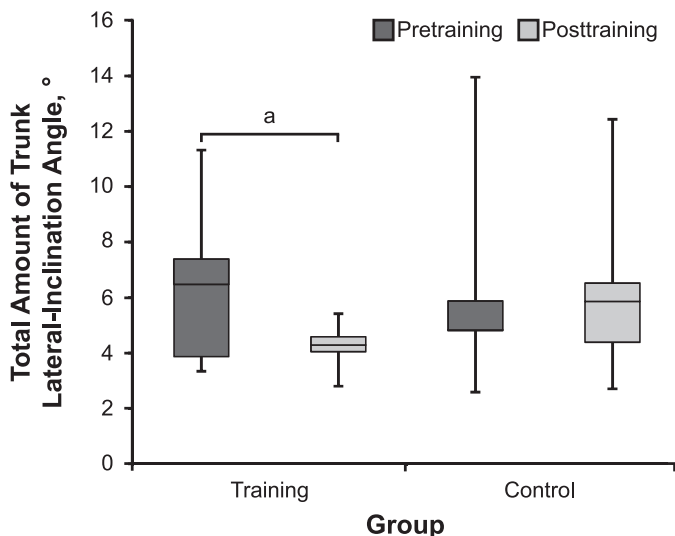 Pretraining Posttraining
Total Amount of Trunk
Lateral-Inclination Angle, °
16
14
12
10
8
6
4
2
0
a
Training Control
Group